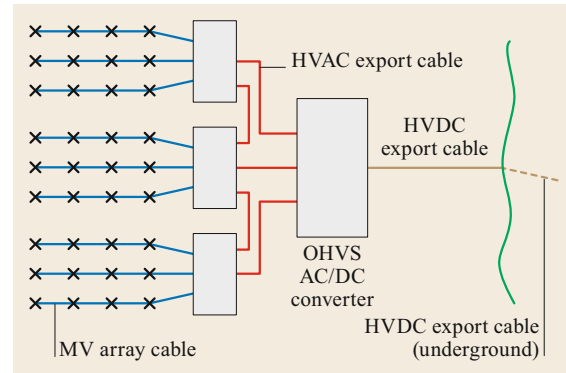 HVAC export cable
HVDC
export cable
OHVS
AC/DC
converter
MV array cable
HVDC export cable
(underground)